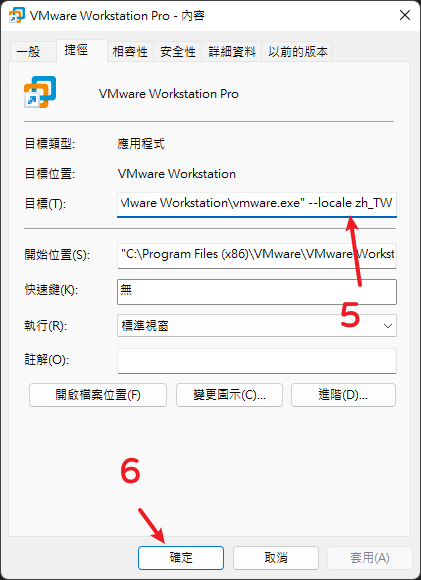 VMware Workstation Pro - 內容
一般 捷徑 相容性 安全性 詳細資料 以前的版本
VMware Workstation Pro
目標類型: 應用程式
目標位置: VMware Workstation
目標(T): Mware Workstation\vmware.exe" --locale zh_TW
開始位置(S): "C:\Program Files (x86)\VMware\VMware Workst
5
快速鍵(K): 無
執行(R): 標準視窗
註解(O):
開啟檔案位置(F) 變更圖示(C)... 進階(D)...
6
確定 取消 套用(A)